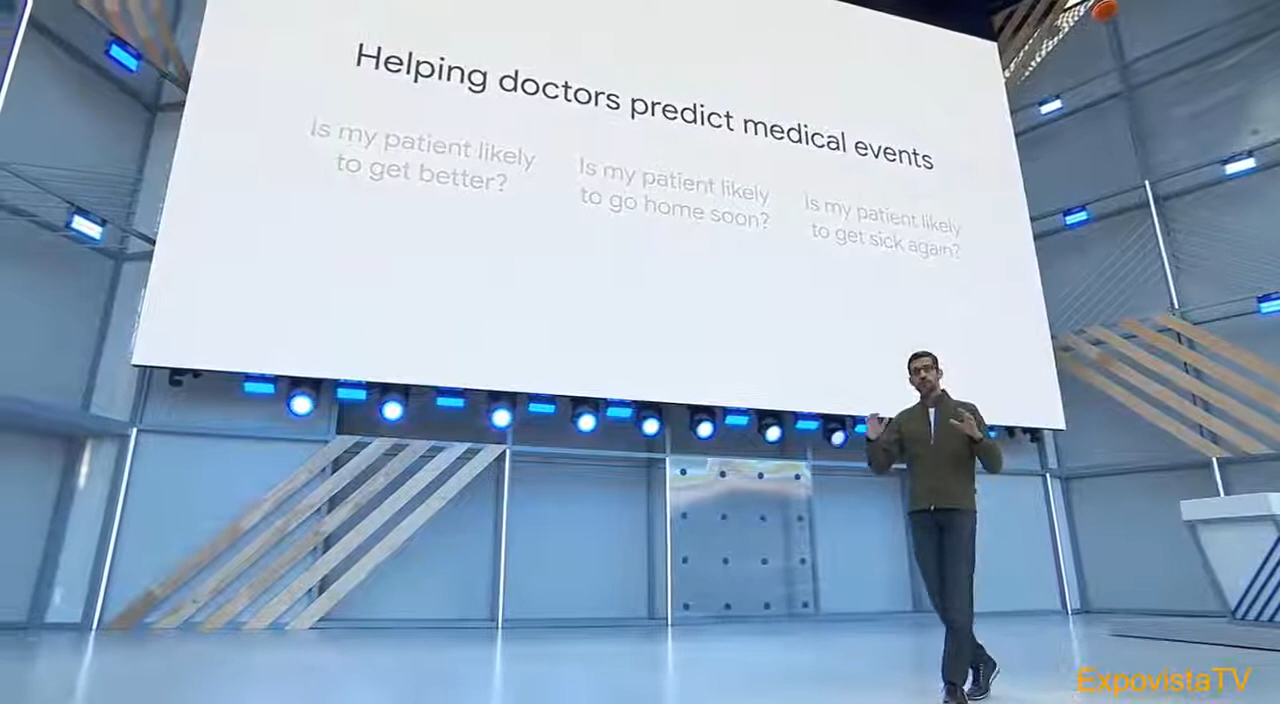 Helping doctors predict medical events
Is my patient likely
to get better?
Is my patient likely
to go home soon?
Is my patient likely
to get sick again?
ExpovistaTV